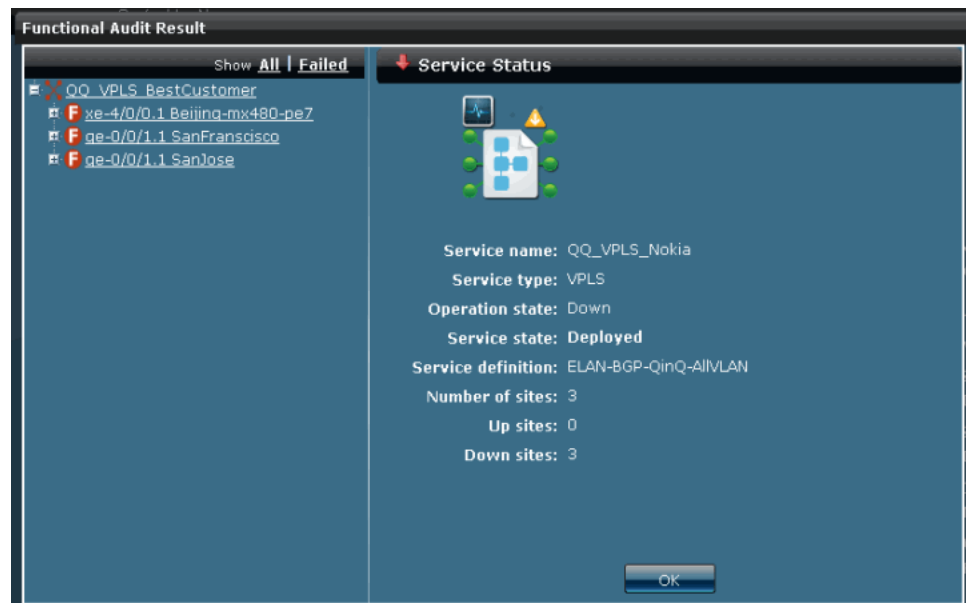 Functional Audit Result
Show All | Failed
QQ_VPLS_BestCustomer
F xe-4/0/0.1 Beijing-mx480-pe7
F ge-0/0/1.1 SanFranscisco
F ge-0/0/1.1 SanJose
Service Status
Service name: QQ_VPLS_Nokia
Service type: VPLS
Operation state: Down
Service state: Deployed
Service definition: ELAN-BGP-QinQ-AllVLAN
Number of sites: 3
Up sites: 0
Down sites: 3
OK